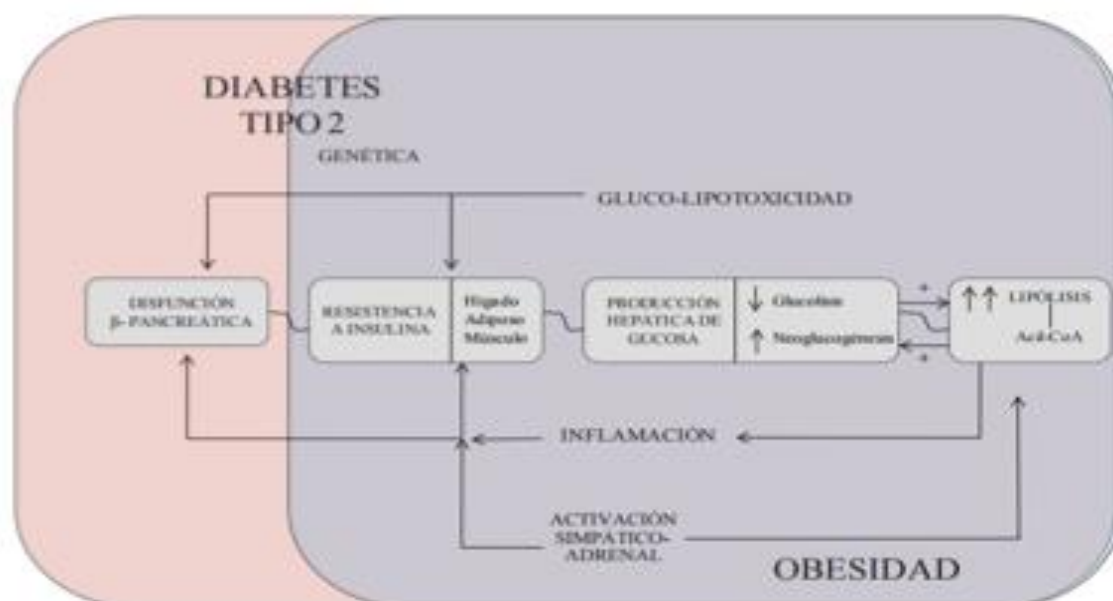 DIABETES
TIPO 2
GENÉTICA
GLUCO-LIPOTOXICIDAD
DISFUNCIÓN
β- PANCREÁTICA
RESISTENCIA
A INSULINA
Hígado
Adiposo
Músculo
PRODUCCIÓN
HEPÁTICA DE
GUCOSA
↓ Glucolisis
↑ Neoglucogénesis
+
+
↑↑ LIPÓLISIS
Acil-CoA
INFLAMACIÓN
ACTIVACIÓN
SIMPÁTICO-
ADRENAL
OBESIDAD